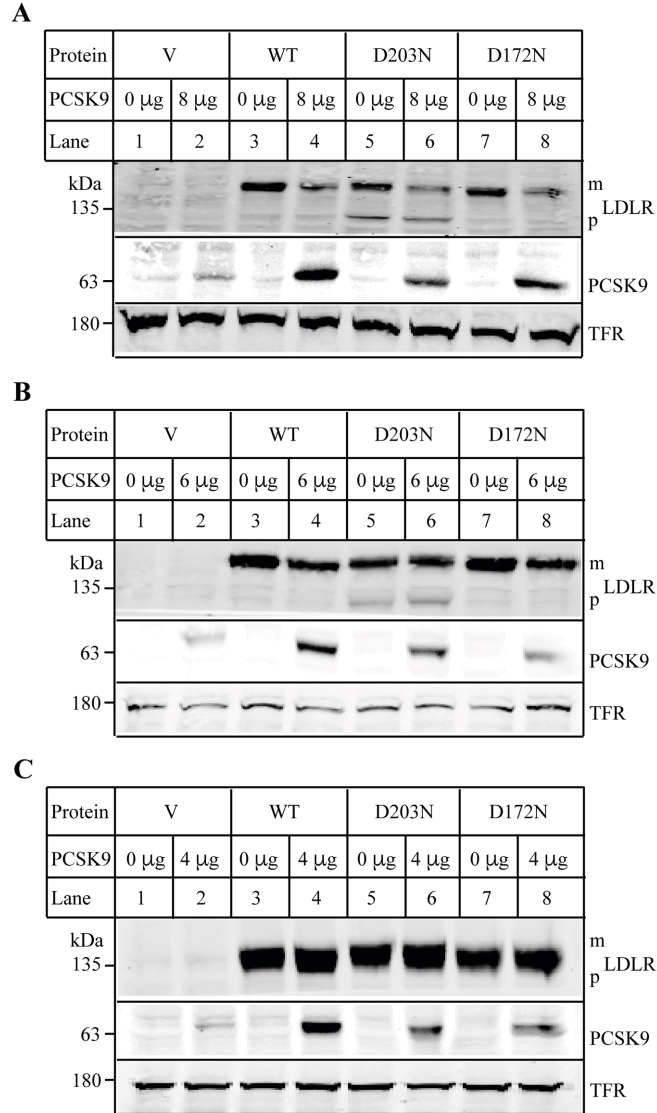 A
Protein V WT D203N D172N
PCSK9 0 μg 8 μg 0 μg 8 μg 0 μg 8 μg 0 μg 8 μg
Lane 1 2 3 4 5 6 7 8
kDa m
135 LDLR
p
63 PCSK9
180 TFR
B
Protein V WT D203N D172N
PCSK9 0 μg 6 μg 0 μg 6 μg 0 μg 6 μg 0 μg 6 μg
Lane 1 2 3 4 5 6 7 8
kDa m
135 LDLR
p
63 PCSK9
180 TFR
C
Protein V WT D203N D172N
PCSK9 0 μg 4 μg 0 μg 4 μg 0 μg 4 μg 0 μg 4 μg
Lane 1 2 3 4 5 6 7 8
kDa m
135 LDLR
p
63 PCSK9
180 TFR